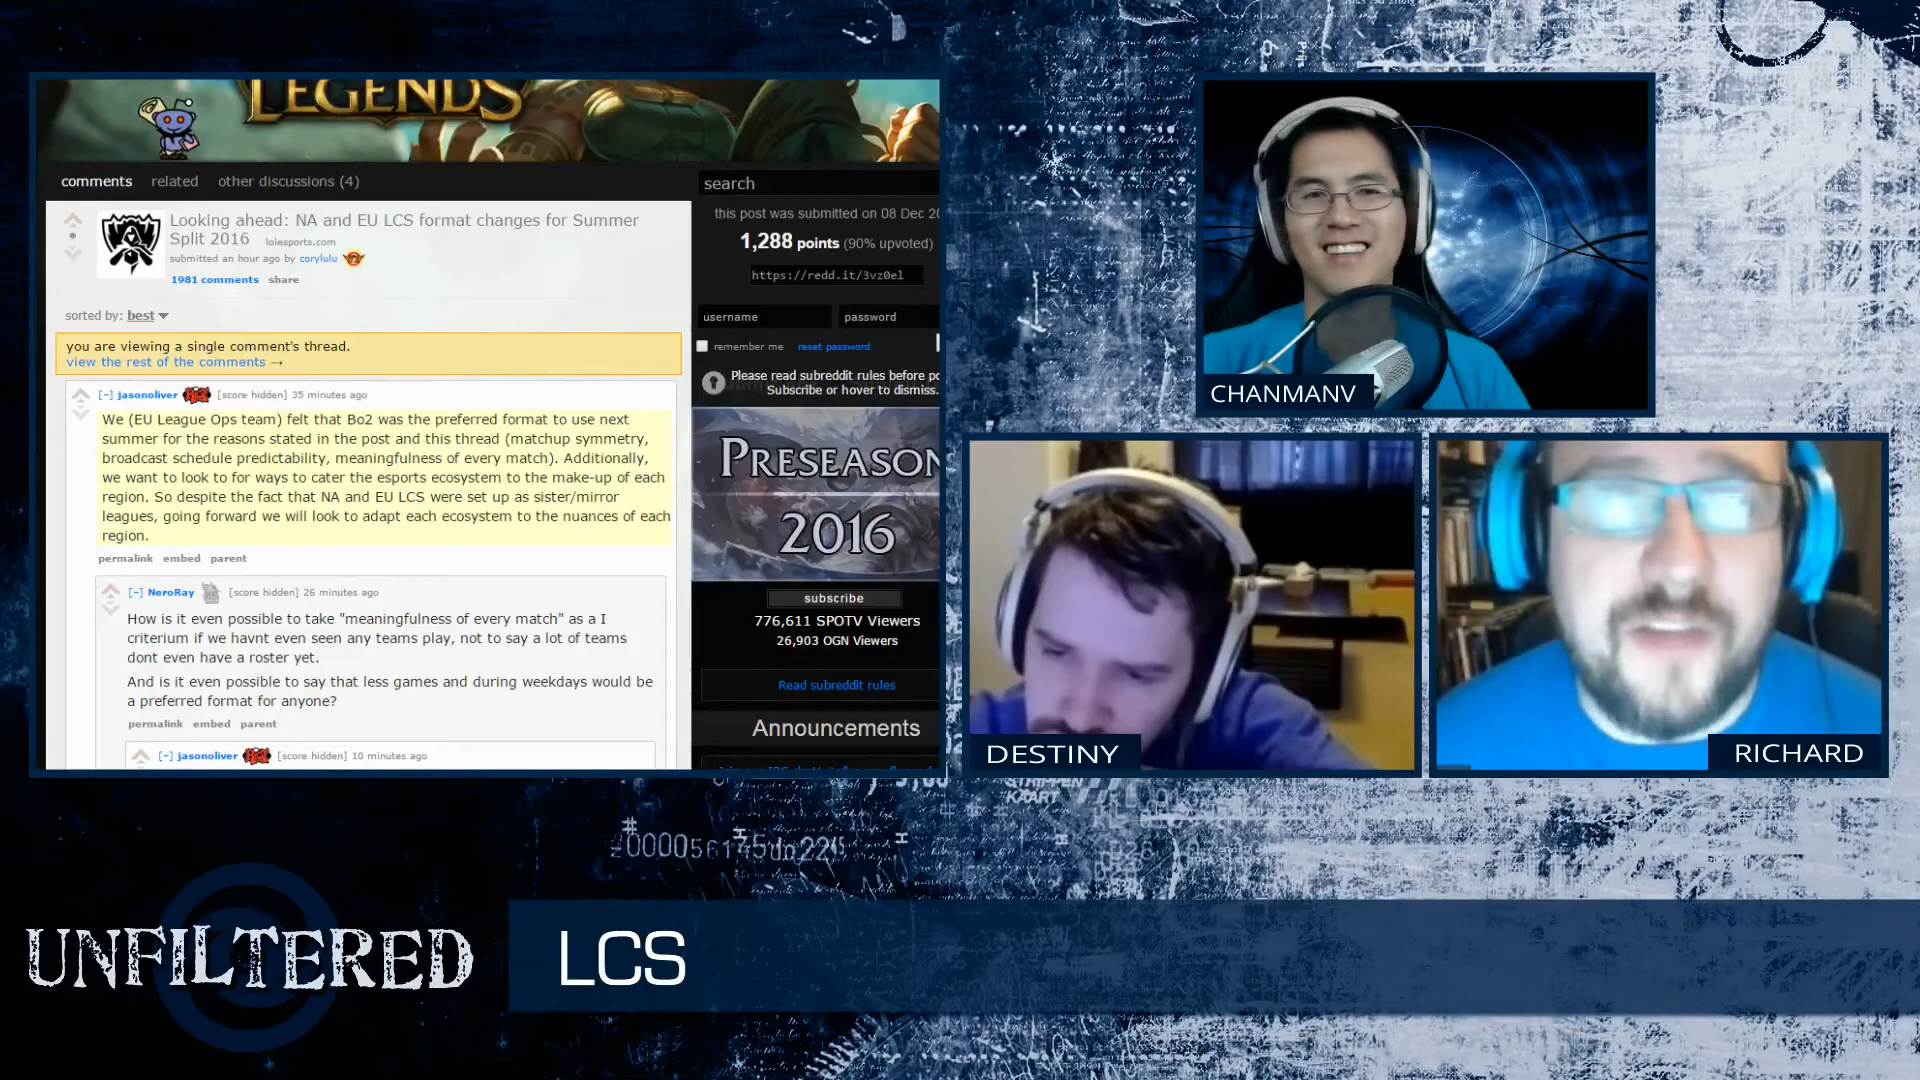 LEGENDS
comments related other discussions (4)
Looking ahead: NA and EU LCS format changes for Summer
Split 2016 lolesports.com
submitted an hour ago by corylulu
1981 comments share
sorted by: best
you are viewing a single comment's thread.
view the rest of the comments →
[-] jasonoliver [score hidden] 35 minutes ago
We (EU League Ops team) felt that Bo2 was the preferred format to use next
summer for the reasons stated in the post and this thread (matchup symmetry,
broadcast schedule predictability, meaningfulness of every match). Additionally,
we want to look to for ways to cater the esports ecosystem to the make-up of each
region. So despite the fact that NA and EU LCS were set up as sister/mirror
leagues, going forward we will look to adapt each ecosystem to the nuances of each
region.
permalink embed parent
[-] NeroRay [score hidden] 26 minutes ago
How is it even possible to take "meaningfulness of every match" as a I
criterium if we havnt even seen any teams play, not to say a lot of teams
dont even have a roster yet.
And is it even possible to say that less games and during weekdays would be
a preferred format for anyone?
permalink embed parent
[-] jasonoliver [score hidden] 10 minutes ago
search
this post was submitted on 08 Dec 20
1,288 points (90% upvoted)
https://redd.it/3vz0el
username password
remember me reset password
Please read subreddit rules before po
Subscribe or hover to dismiss.
PRESEASON
2016
subscribe
776,611 SPOTV Viewers
26,903 OGN Viewers
Read subreddit rules
Announcements
CHANMANV
DESTINY
RICHARD
UNFILTERED
LCS